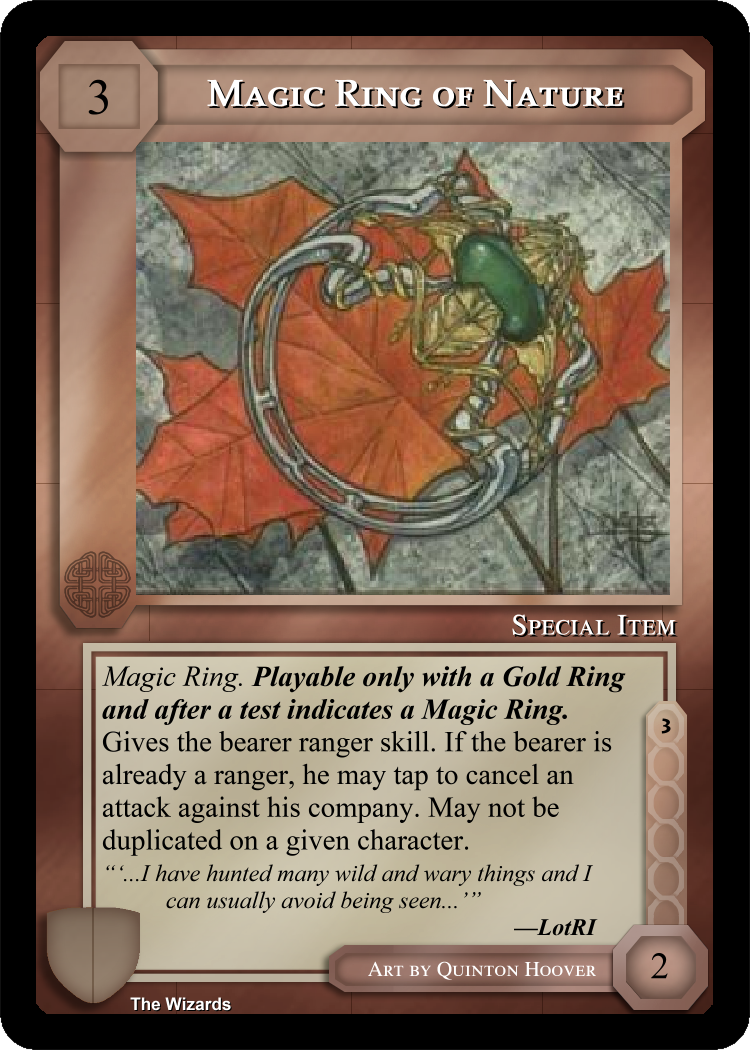 3
Magic Ring of Nature
Special Item
Magic Ring. Playable only with a Gold Ring
and after a test indicates a Magic Ring.
Gives the bearer ranger skill. If the bearer is
already a ranger, he may tap to cancel an
attack against his company. May not be
duplicated on a given character.
“‘...I have hunted many wild and wary things and I
can usually avoid being seen...’”
—LotRI
3
Art by Quinton Hoover
2
The Wizards